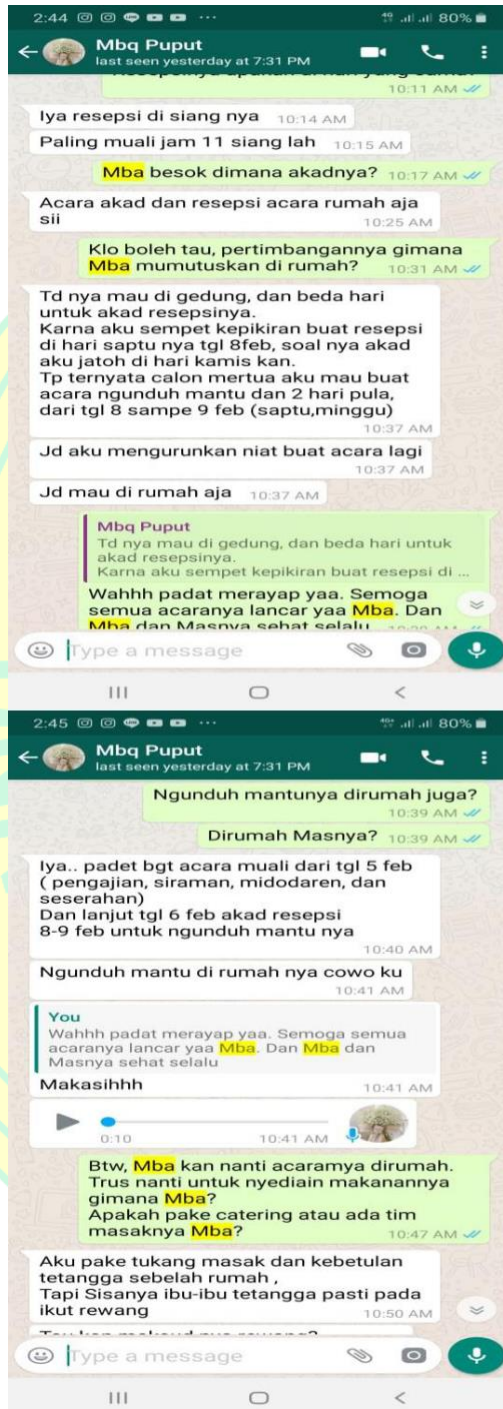 2:44 80%
Mbq Puput
last seen yesterday at 7:31 PM
10:11 AM
Iya resepsi di siang nya 10:14 AM
Paling muali jam 11 siang lah 10:15 AM
Mba besok dimana akadnya? 10:17 AM
Acara akad dan resepsi acara rumah aja
sii
10:25 AM
Klo boleh tau, pertimbangannya gimana
Mba mumutuskan di rumah? 10:31 AM
Td nya mau di gedung, dan beda hari
untuk akad resepsinya.
Karna aku sempet kepikiran buat resepsi
di hari saptu nya tgl 8feb, soal nya akad
aku jatoh di hari kamis kan.
Tp ternyata calon mertua aku mau buat
acara ngunduh mantu dan 2 hari pula,
dari tgl 8 sampe 9 feb (saptu,minggu)
10:37 AM
Jd aku mengurunkan niat buat acara lagi
10:37 AM
Jd mau di rumah aja 10:37 AM
Mbq Puput
Td nya mau di gedung, dan beda hari untuk
akad resepsinya.
Karna aku sempet kepikiran buat resepsi di ...
Wahhh padat merayap yaa. Semoga
semua acaranya lancar yaa Mba. Dan
Mba dan Masnya sehat selalu
Type a message
2:45 80%
Mbq Puput
last seen yesterday at 7:31 PM
Ngunduh mantunya dirumah juga?
10:39 AM
Dirumah Masnya? 10:39 AM
Iya.. padet bgt acara muali dari tgl 5 feb
( pengajian, siraman, midodaren, dan
seserahan)
Dan lanjut tgl 6 feb akad resepsi
8-9 feb untuk ngunduh mantu nya
10:40 AM
Ngunduh mantu di rumah nya cowo ku
10:41 AM
You
Wahhh padat merayap yaa. Semoga semua
acaranya lancar yaa Mba. Dan Mba dan
Masnya sehat selalu
Makasihhh 10:41 AM
0:10 10:41 AM
Btw, Mba kan nanti acaramya dirumah.
Trus nanti untuk nyediain makanannya
gimana Mba?
Apakah pake catering atau ada tim
masaknya Mba? 10:47 AM
Aku pake tukang masak dan kebetulan
tetangga sebelah rumah ,
Tapi Sisanya ibu-ibu tetangga pasti pada
ikut rewang 10:50 AM
Type a message